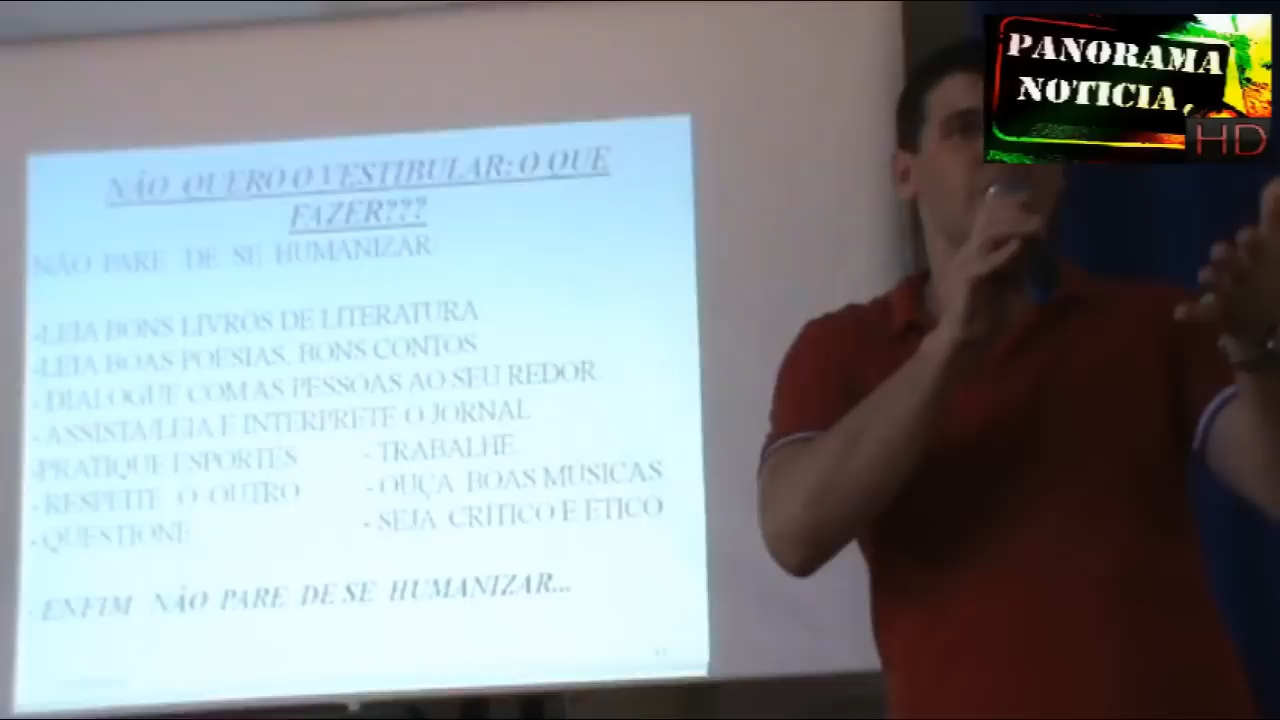 NÃO QUERO O VESTIBULAR: O QUE
FAZER???
NÃO PARE DE SE HUMANIZAR
-LEIA BONS LIVROS DE LITERATURA
-LEIA BOAS POESIAS, BONS CONTOS
- DIALOGUE COM AS PESSOAS AO SEU REDOR
- ASSISTA/LEIA E INTERPRETE O JORNAL
-PRATIQUE ESPORTES - TRABALHE
- RESPEITE O OUTRO - OUÇA BOAS MÚSICAS
- QUESTIONE - SEJA CRÍTICO E ÉTICO
ENFIM NÃO PARE DE SE HUMANIZAR...
PANORAMA
NOTICIA
HD